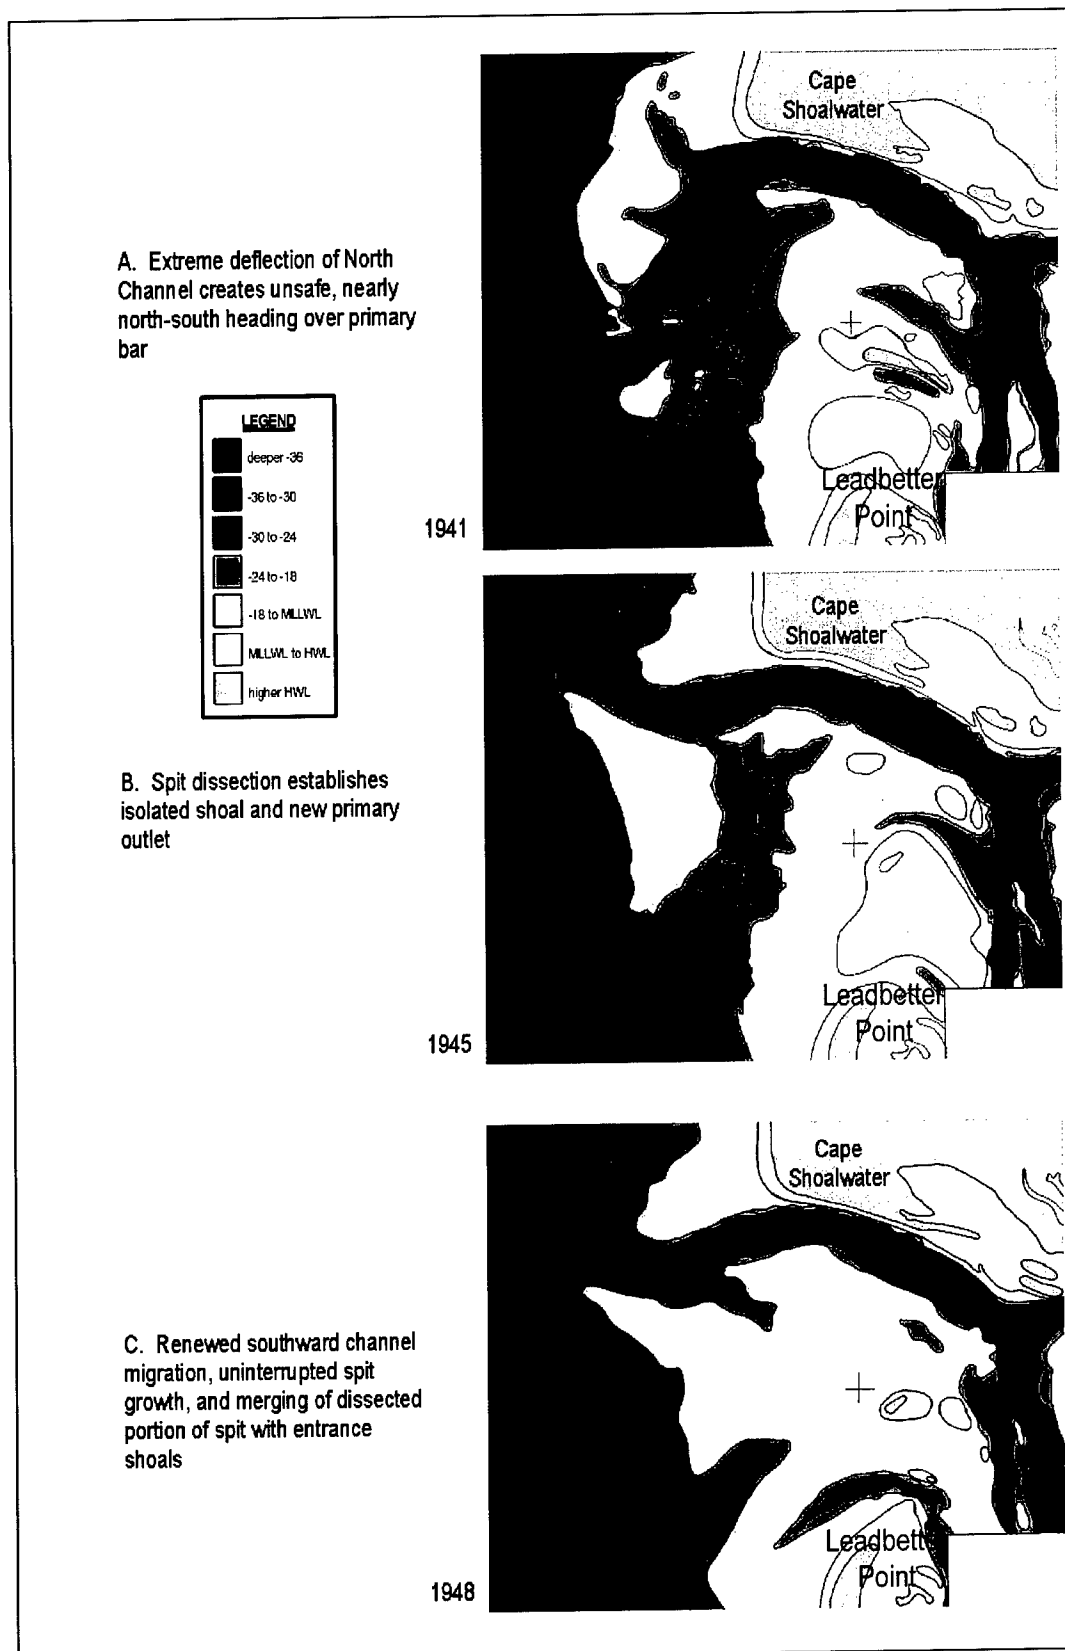 Cape
Shoalwater
A. Extreme deflection of North
Channel creates unsafe, nearly
north-south heading over primary
bar
LEGEND
deeper -36
-36 to -30
-30 to -24
-24 to -18
-18 to MLLWL
MLLWL to HWL
higher HWL
Leadbetter
Point
1941
Cape
Shoalwater
B. Spit dissection establishes
isolated shoal and new primary
outlet
Leadbetter
Point
1945
Cape
Shoalwater
C. Renewed southward channel
migration, uninterrupted spit
growth, and merging of dissected
portion of spit with entrance
shoals
Leadbett
Point
1948